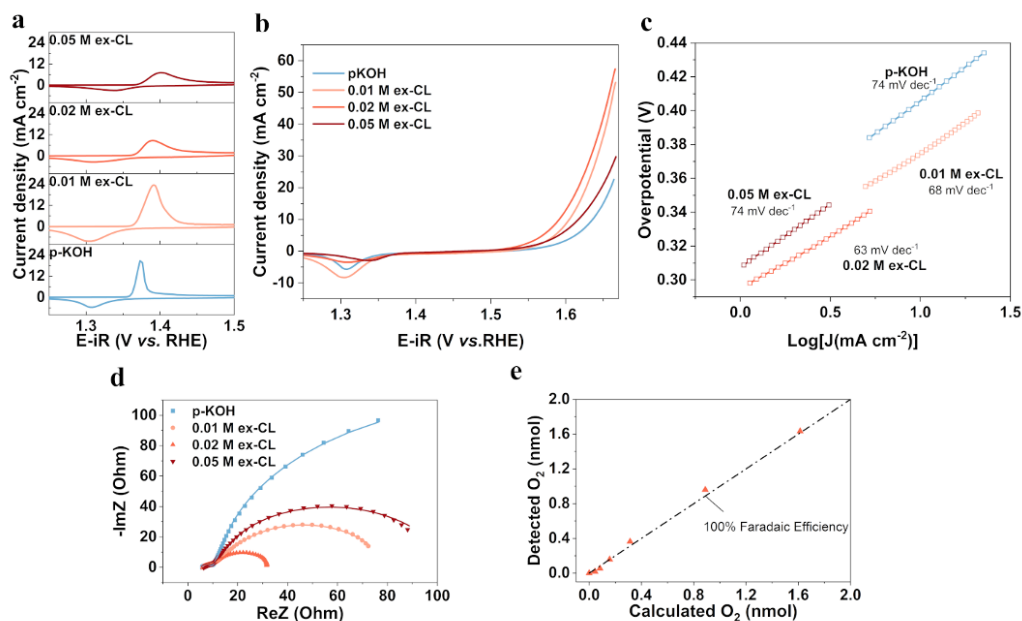 a
0.05 M ex-CL
0.02 M ex-CL
0.01 M ex-CL
p-KOH
24
12
0
24
12
0
24
12
0
24
12
0
Current density (mA cm⁻²)
1.3
1.4
1.5
E-iR (V vs. RHE)
b
60
50
40
30
20
10
0
-10
Current density (mA cm⁻²)
pKOH
0.01 M ex-CL
0.02 M ex-CL
0.05 M ex-CL
1.3
1.4
1.5
1.6
E-iR (V vs.RHE)
c
0.44
0.42
0.40
0.38
0.36
0.34
0.32
0.30
Overpotential (V)
p-KOH
74 mV dec⁻¹
0.01 M ex-CL
68 mV dec⁻¹
0.05 M ex-CL
74 mV dec⁻¹
63 mV dec⁻¹
0.02 M ex-CL
0.0
0.5
1.0
1.5
Log[J(mA cm⁻²)]
d
100
80
60
40
20
0
-ImZ (Ohm)
p-KOH
0.01 M ex-CL
0.02 M ex-CL
0.05 M ex-CL
0
20
40
60
80
100
ReZ (Ohm)
e
2.0
1.6
1.2
0.8
0.4
0.0
Detected O₂ (nmol)
100% Faradaic Efficiency
0.0
0.4
0.8
1.2
1.6
2.0
Calculated O₂ (nmol)